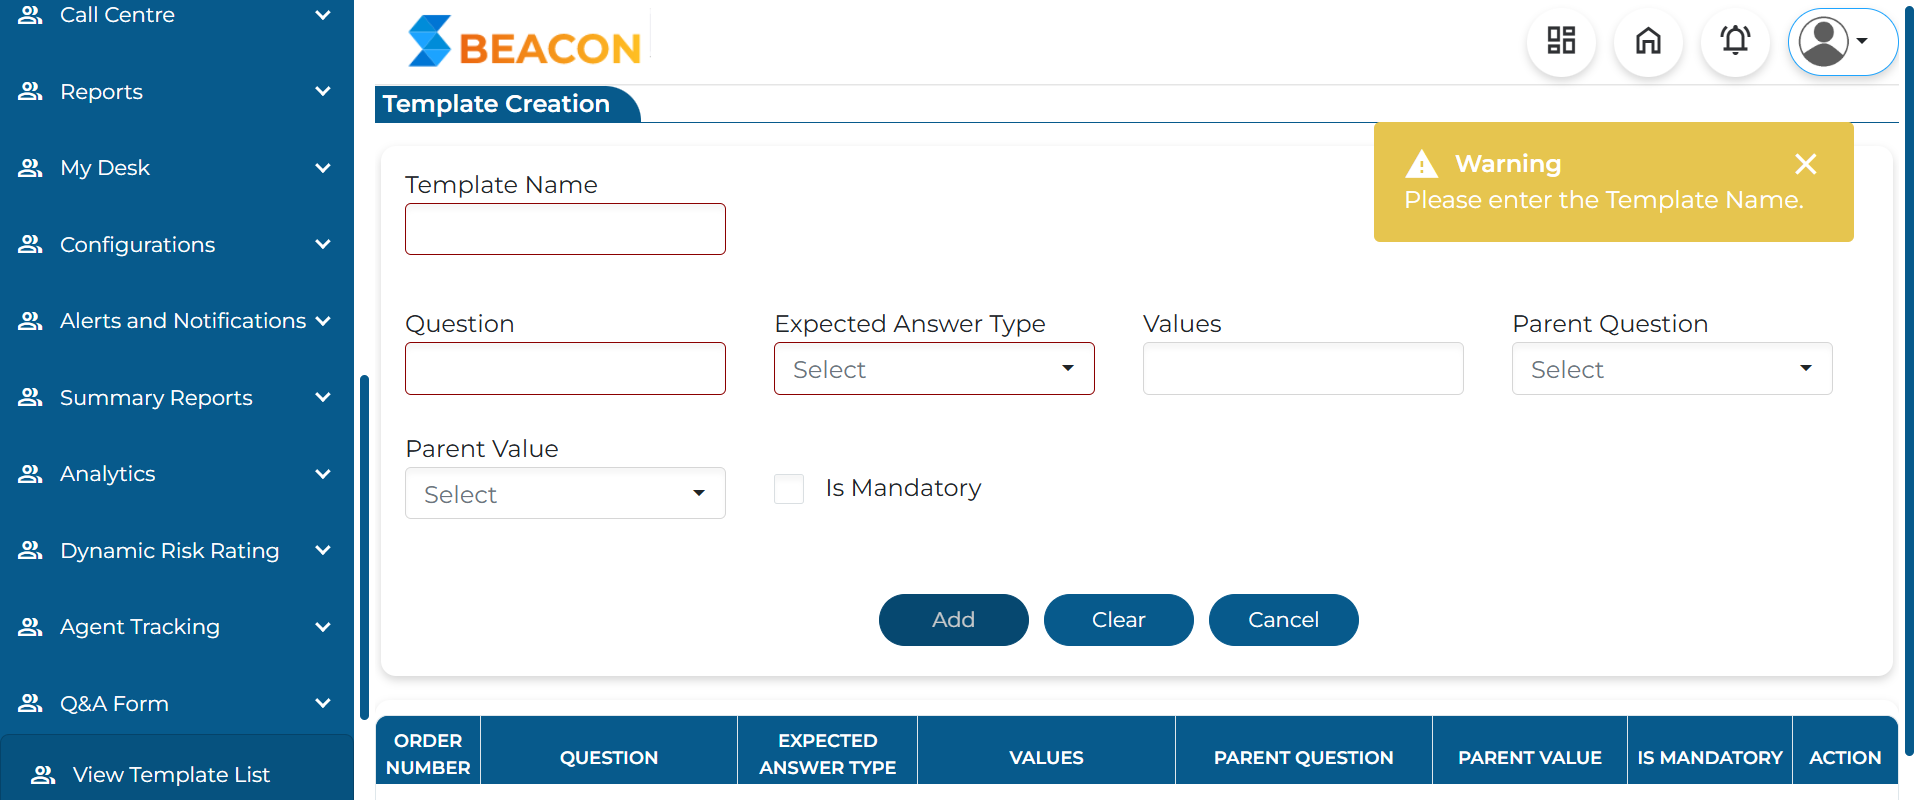 Call Centre
Reports
My Desk
Configurations
Alerts and Notifications
Summary Reports
Analytics
Dynamic Risk Rating
Agent Tracking
Q&A Form
View Template List
BEACON
Template Creation
Warning
Please enter the Template Name.
Template Name
Question
Expected Answer Type
Values
Parent Question
Select
Select
Parent Value
Select
Is Mandatory
Add
Clear
Cancel
ORDER NUMBER
QUESTION
EXPECTED ANSWER TYPE
VALUES
PARENT QUESTION
PARENT VALUE
IS MANDATORY
ACTION